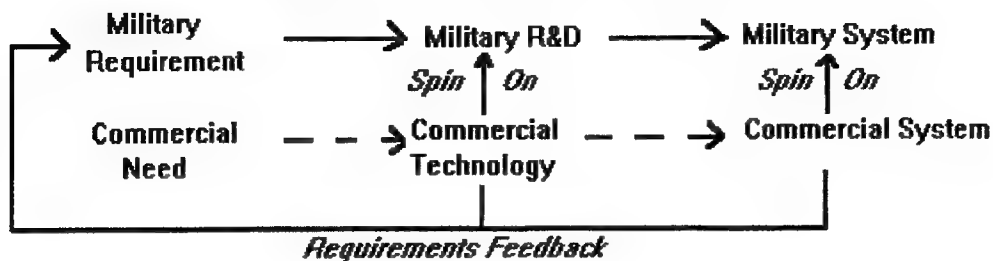 Military
Requirement
Military R&D
Military System
Spin On
Spin On
Commercial
Need
Commercial
Technology
Commercial System
Requirements Feedback